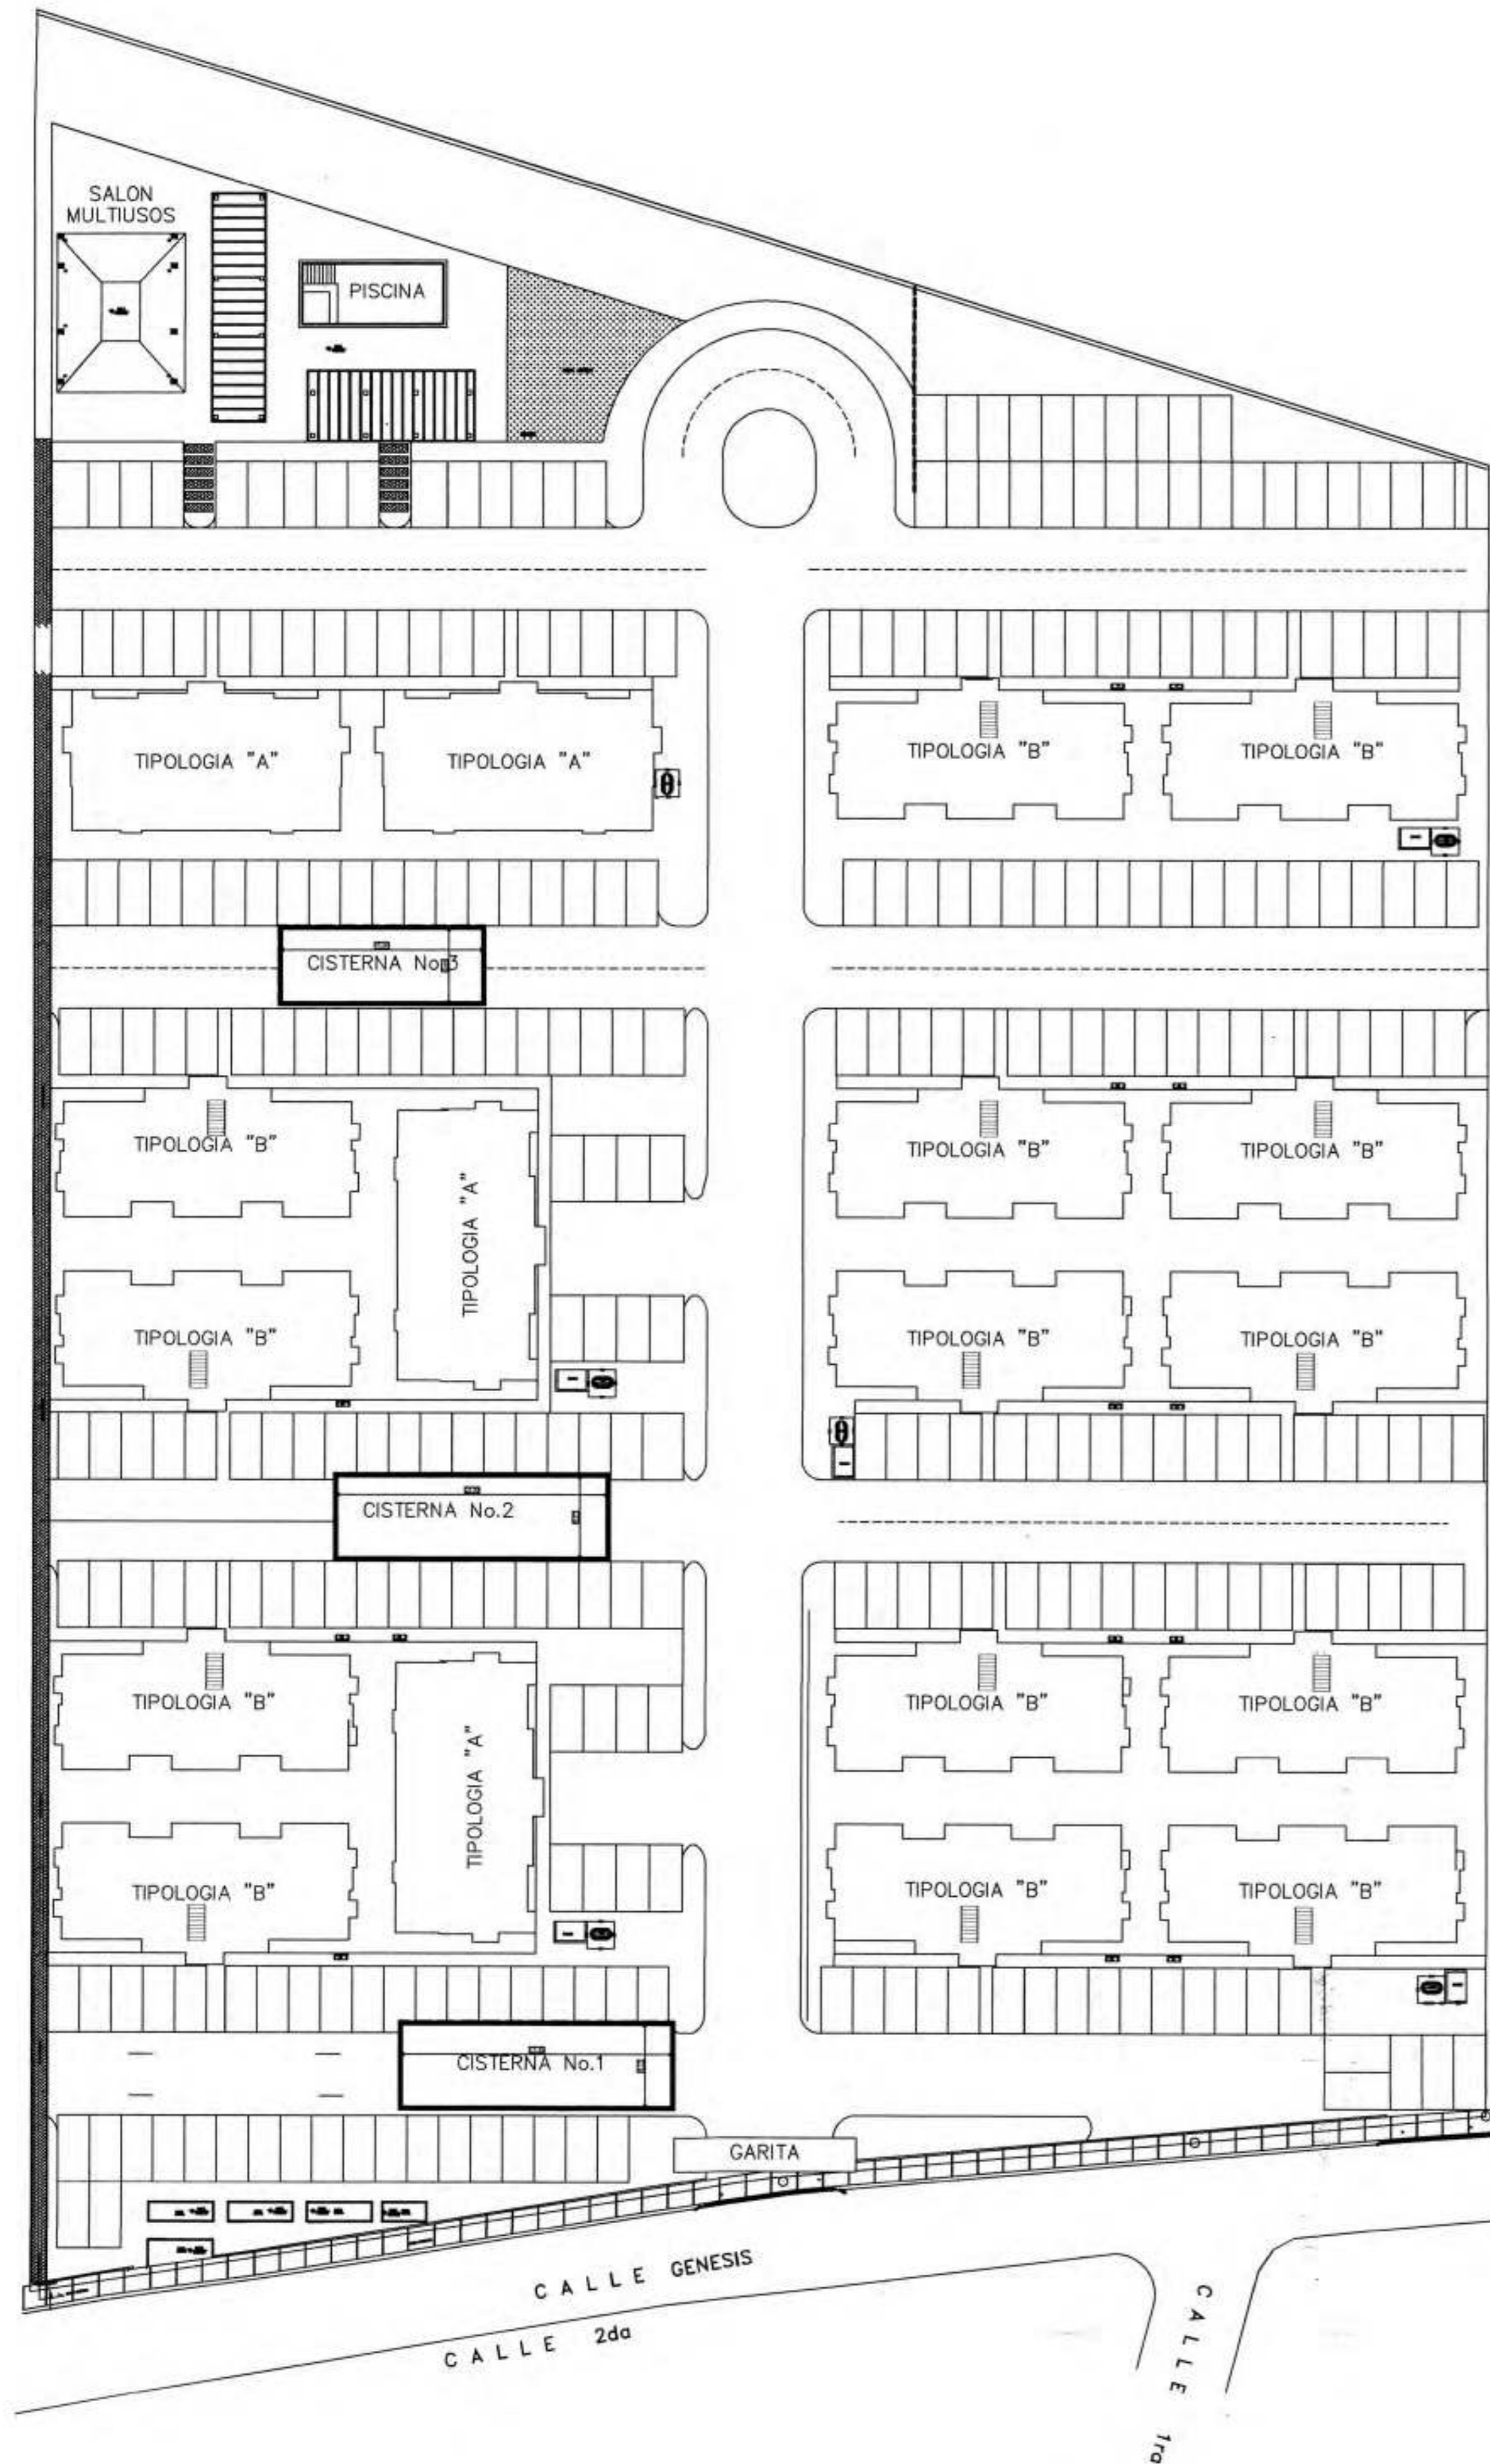 SALON
MULTIUSOS
PISCINA
TIPOLOGIA "A"
TIPOLOGIA "A"
TIPOLOGIA "B"
TIPOLOGIA "B"
CISTERNA No.3
TIPOLOGIA "B"
TIPOLOGIA "A"
TIPOLOGIA "B"
TIPOLOGIA "B"
TIPOLOGIA "B"
TIPOLOGIA "B"
TIPOLOGIA "B"
CISTERNA No.2
TIPOLOGIA "B"
TIPOLOGIA "A"
TIPOLOGIA "B"
TIPOLOGIA "B"
TIPOLOGIA "B"
TIPOLOGIA "B"
TIPOLOGIA "B"
CISTERNA No.1
GARITA
CALLE GENESIS
CALLE 2da
CALLE 1ra